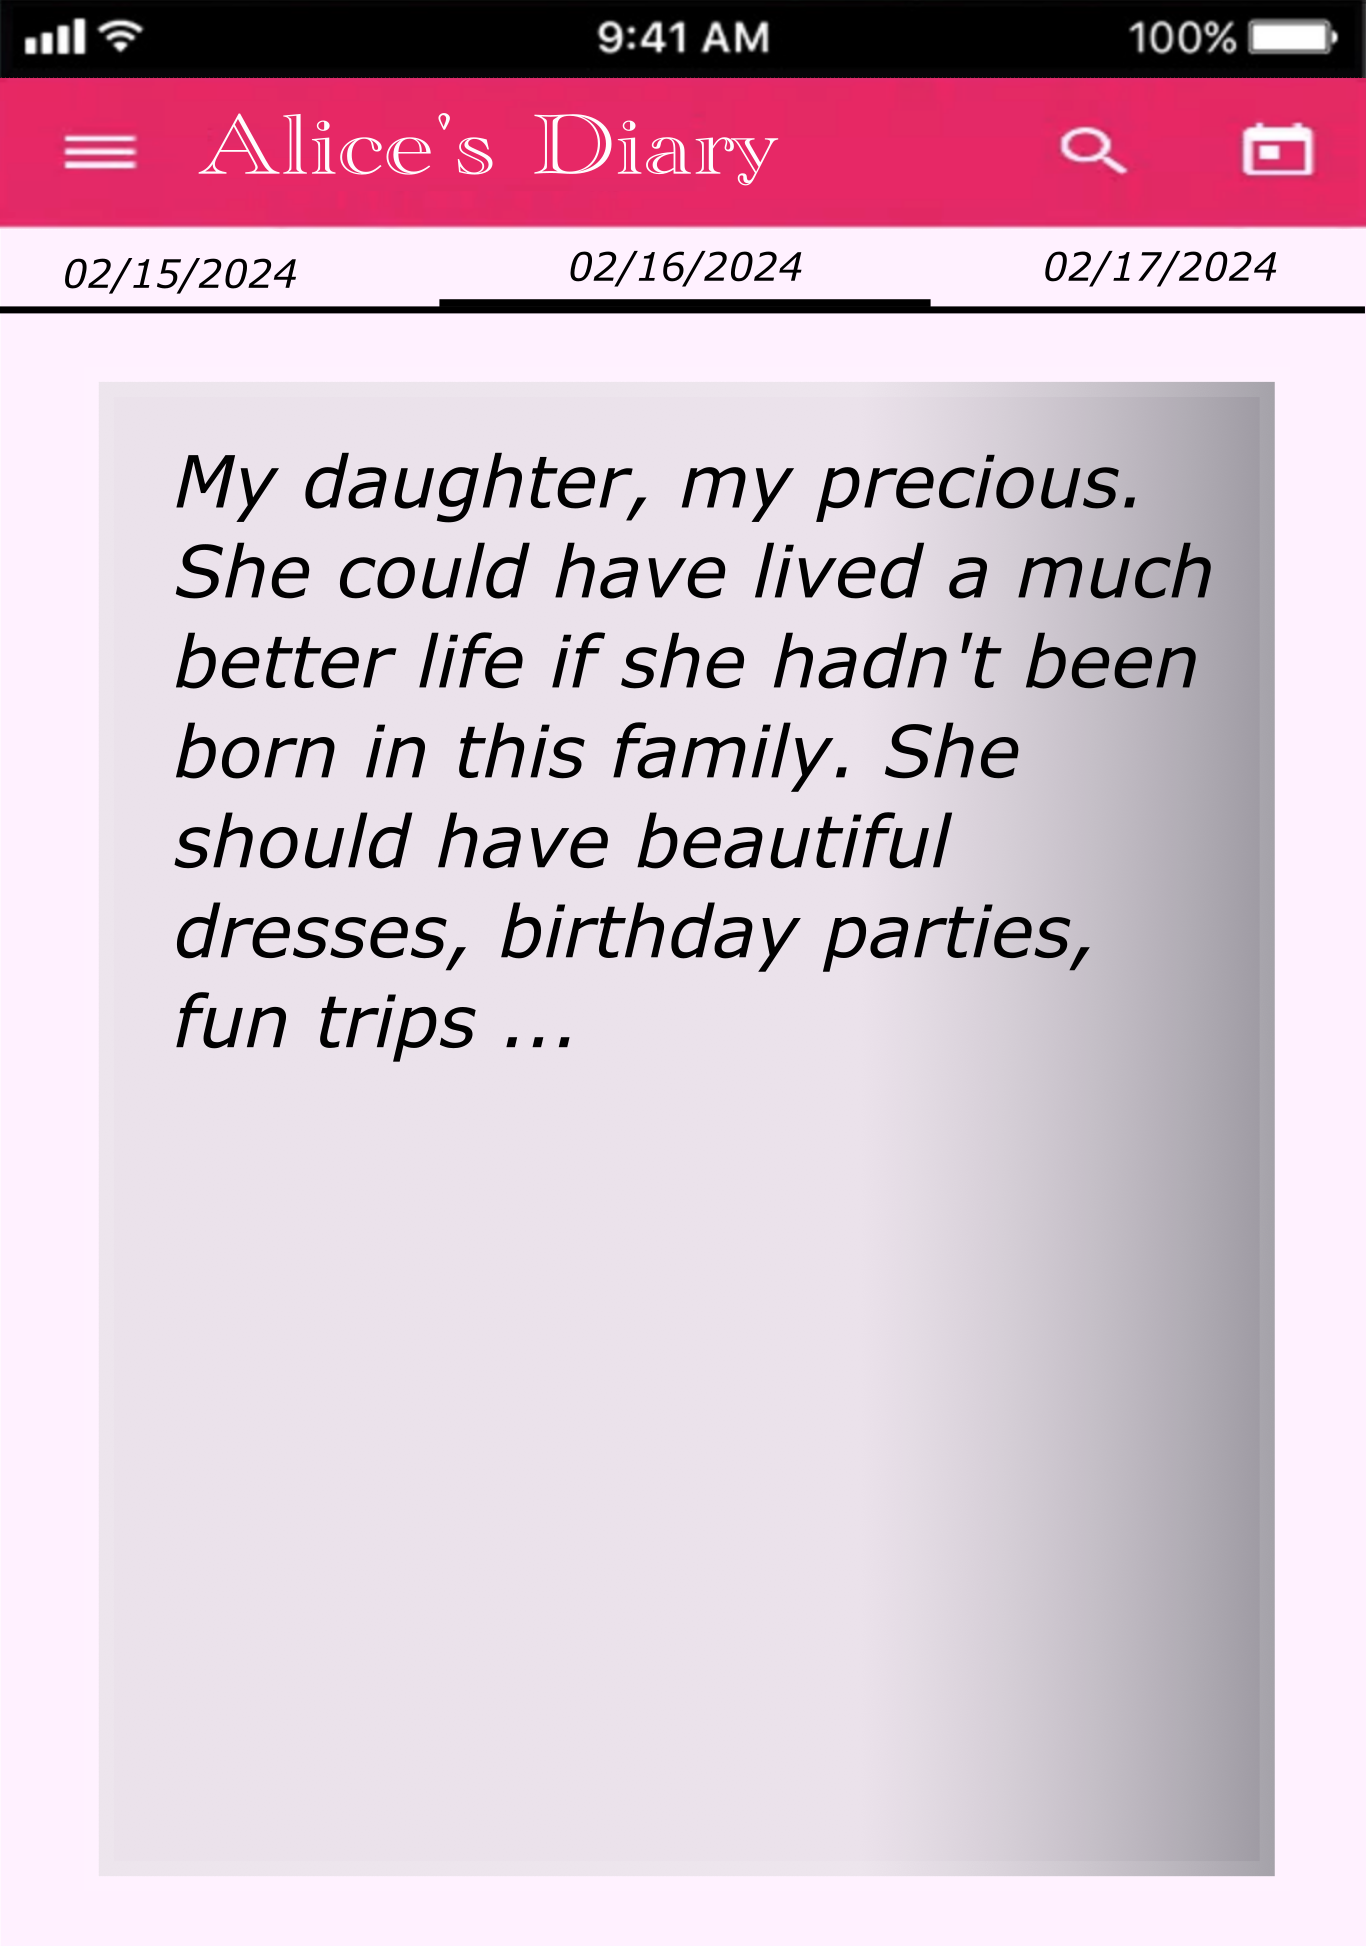 9:41 AM 100%
Alice's Diary
02/15/2024 02/16/2024 02/17/2024
My daughter, my precious.
She could have lived a much
better life if she hadn't been
born in this family. She
should have beautiful
dresses, birthday parties,
fun trips ...